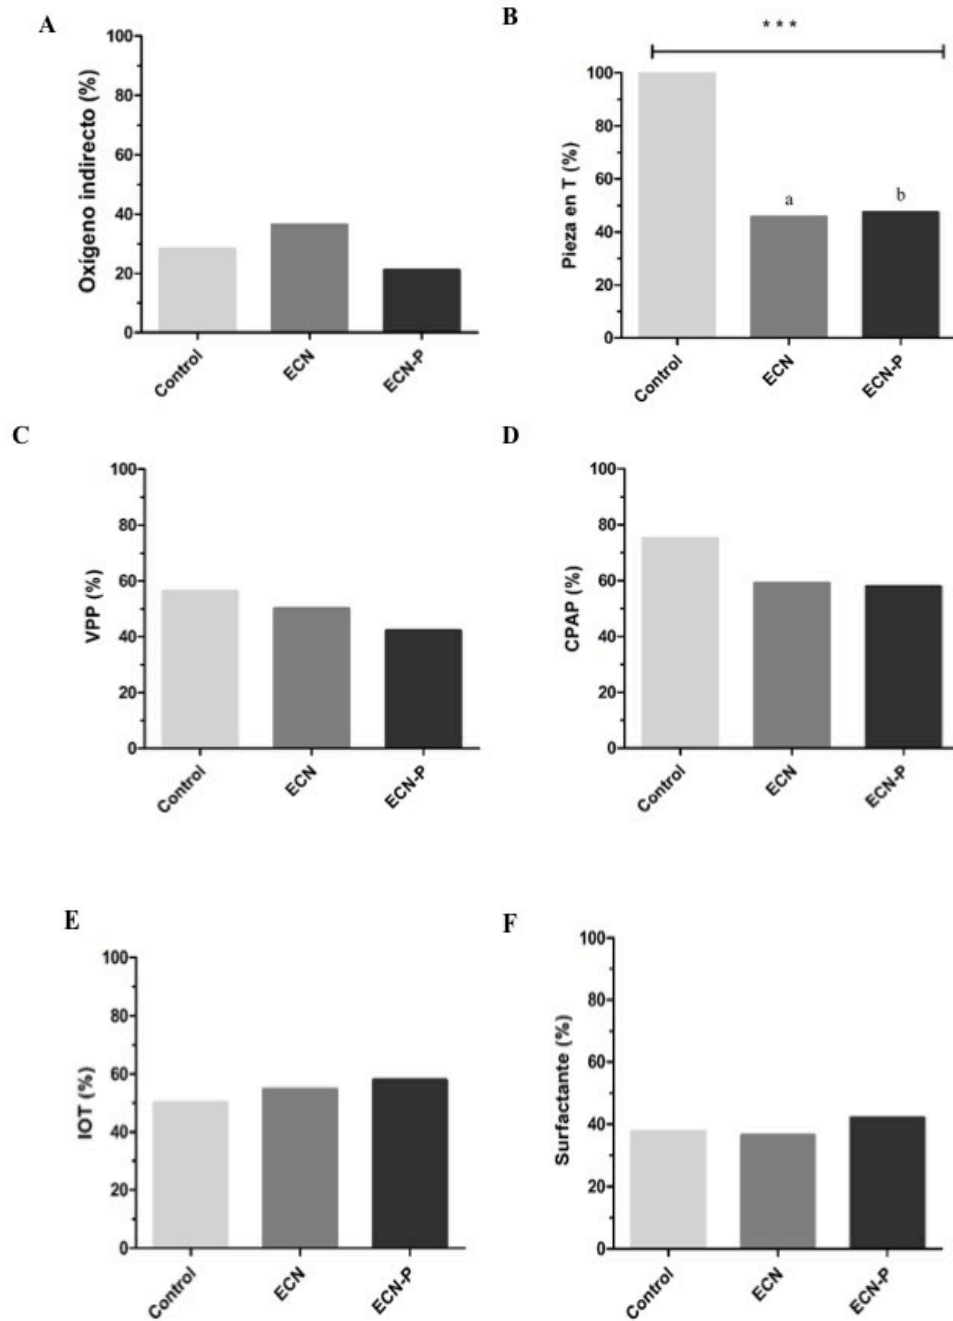 A
Oxígeno indirecto (%)
100
80
60
40
20
0
Control
ECN
ECN-P
B
* * *
Pieza en T (%)
100
80
60
40
20
0
a
b
Control
ECN
ECN-P
C
VPP (%)
100
80
60
40
20
0
Control
ECN
ECN-P
D
CPAP (%)
100
80
60
40
20
0
Control
ECN
ECN-P
E
IOT (%)
100
80
60
40
20
0
Control
ECN
ECN-P
F
Surfactante (%)
100
80
60
40
20
0
Control
ECN
ECN-P